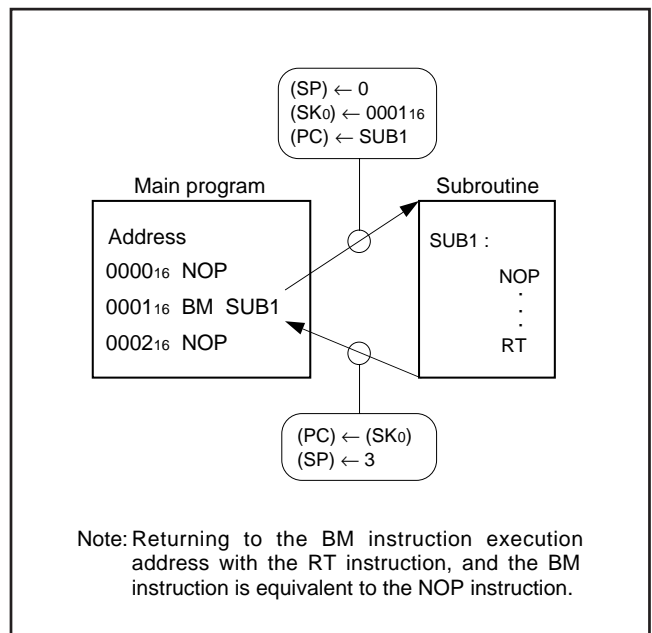 (SP) ← 0
(SK₀) ← 0001₁₆
(PC) ← SUB1
Main program
Subroutine
Address
0000₁₆ NOP
0001₁₆ BM SUB1
0002₁₆ NOP
SUB1 :
NOP
·
·
·
RT
(PC) ← (SK₀)
(SP) ← 3
Note: Returning to the BM instruction execution
address with the RT instruction, and the BM
instruction is equivalent to the NOP instruction.